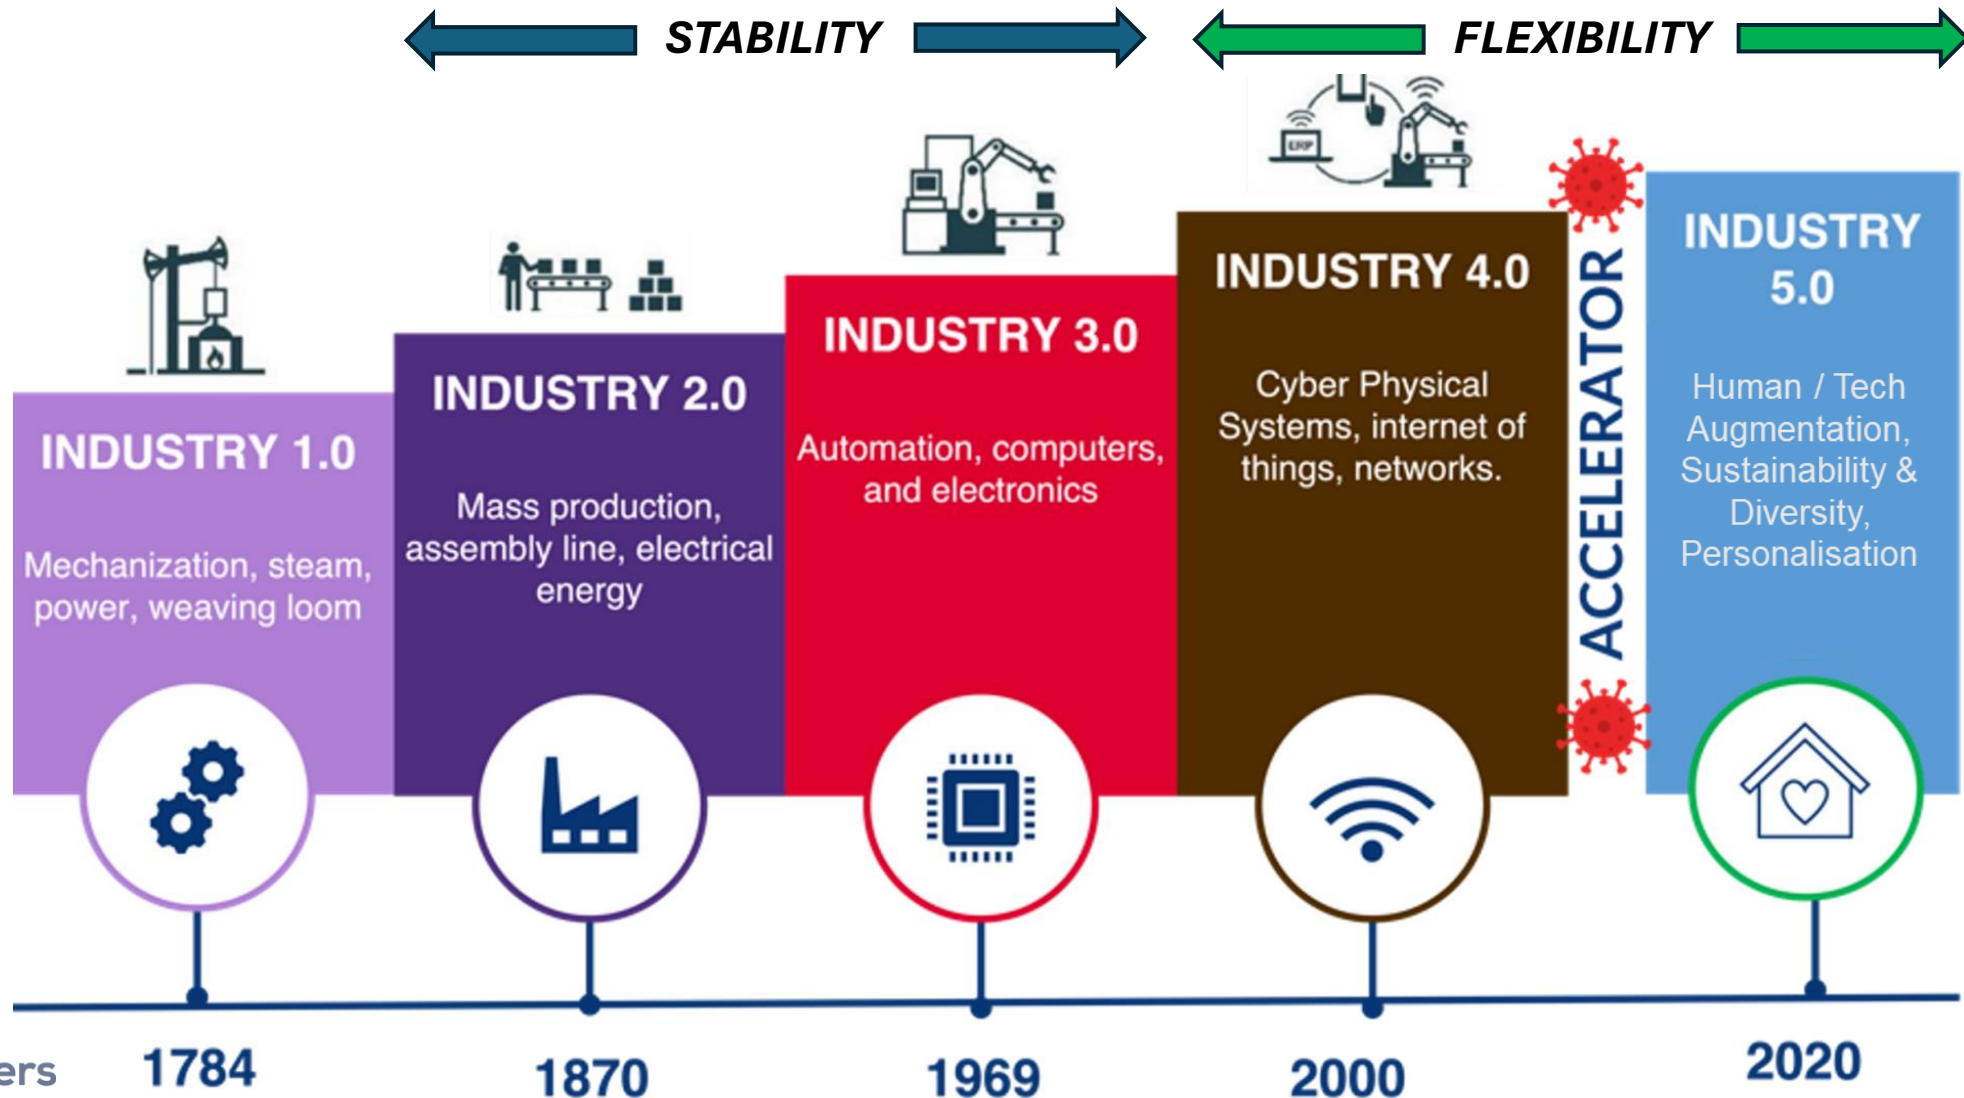 STABILITY
FLEXIBILITY
ERP
INDUSTRY 1.0
Mechanization, steam,
power, weaving loom
INDUSTRY 2.0
Mass production,
assembly line, electrical
energy
INDUSTRY 3.0
Automation, computers,
and electronics
INDUSTRY 4.0
Cyber Physical
Systems, internet of
things, networks.
ACCELERATOR
INDUSTRY
5.0
Human / Tech
Augmentation,
Sustainability &
Diversity,
Personalisation
ers
1784
1870
1969
2000
2020